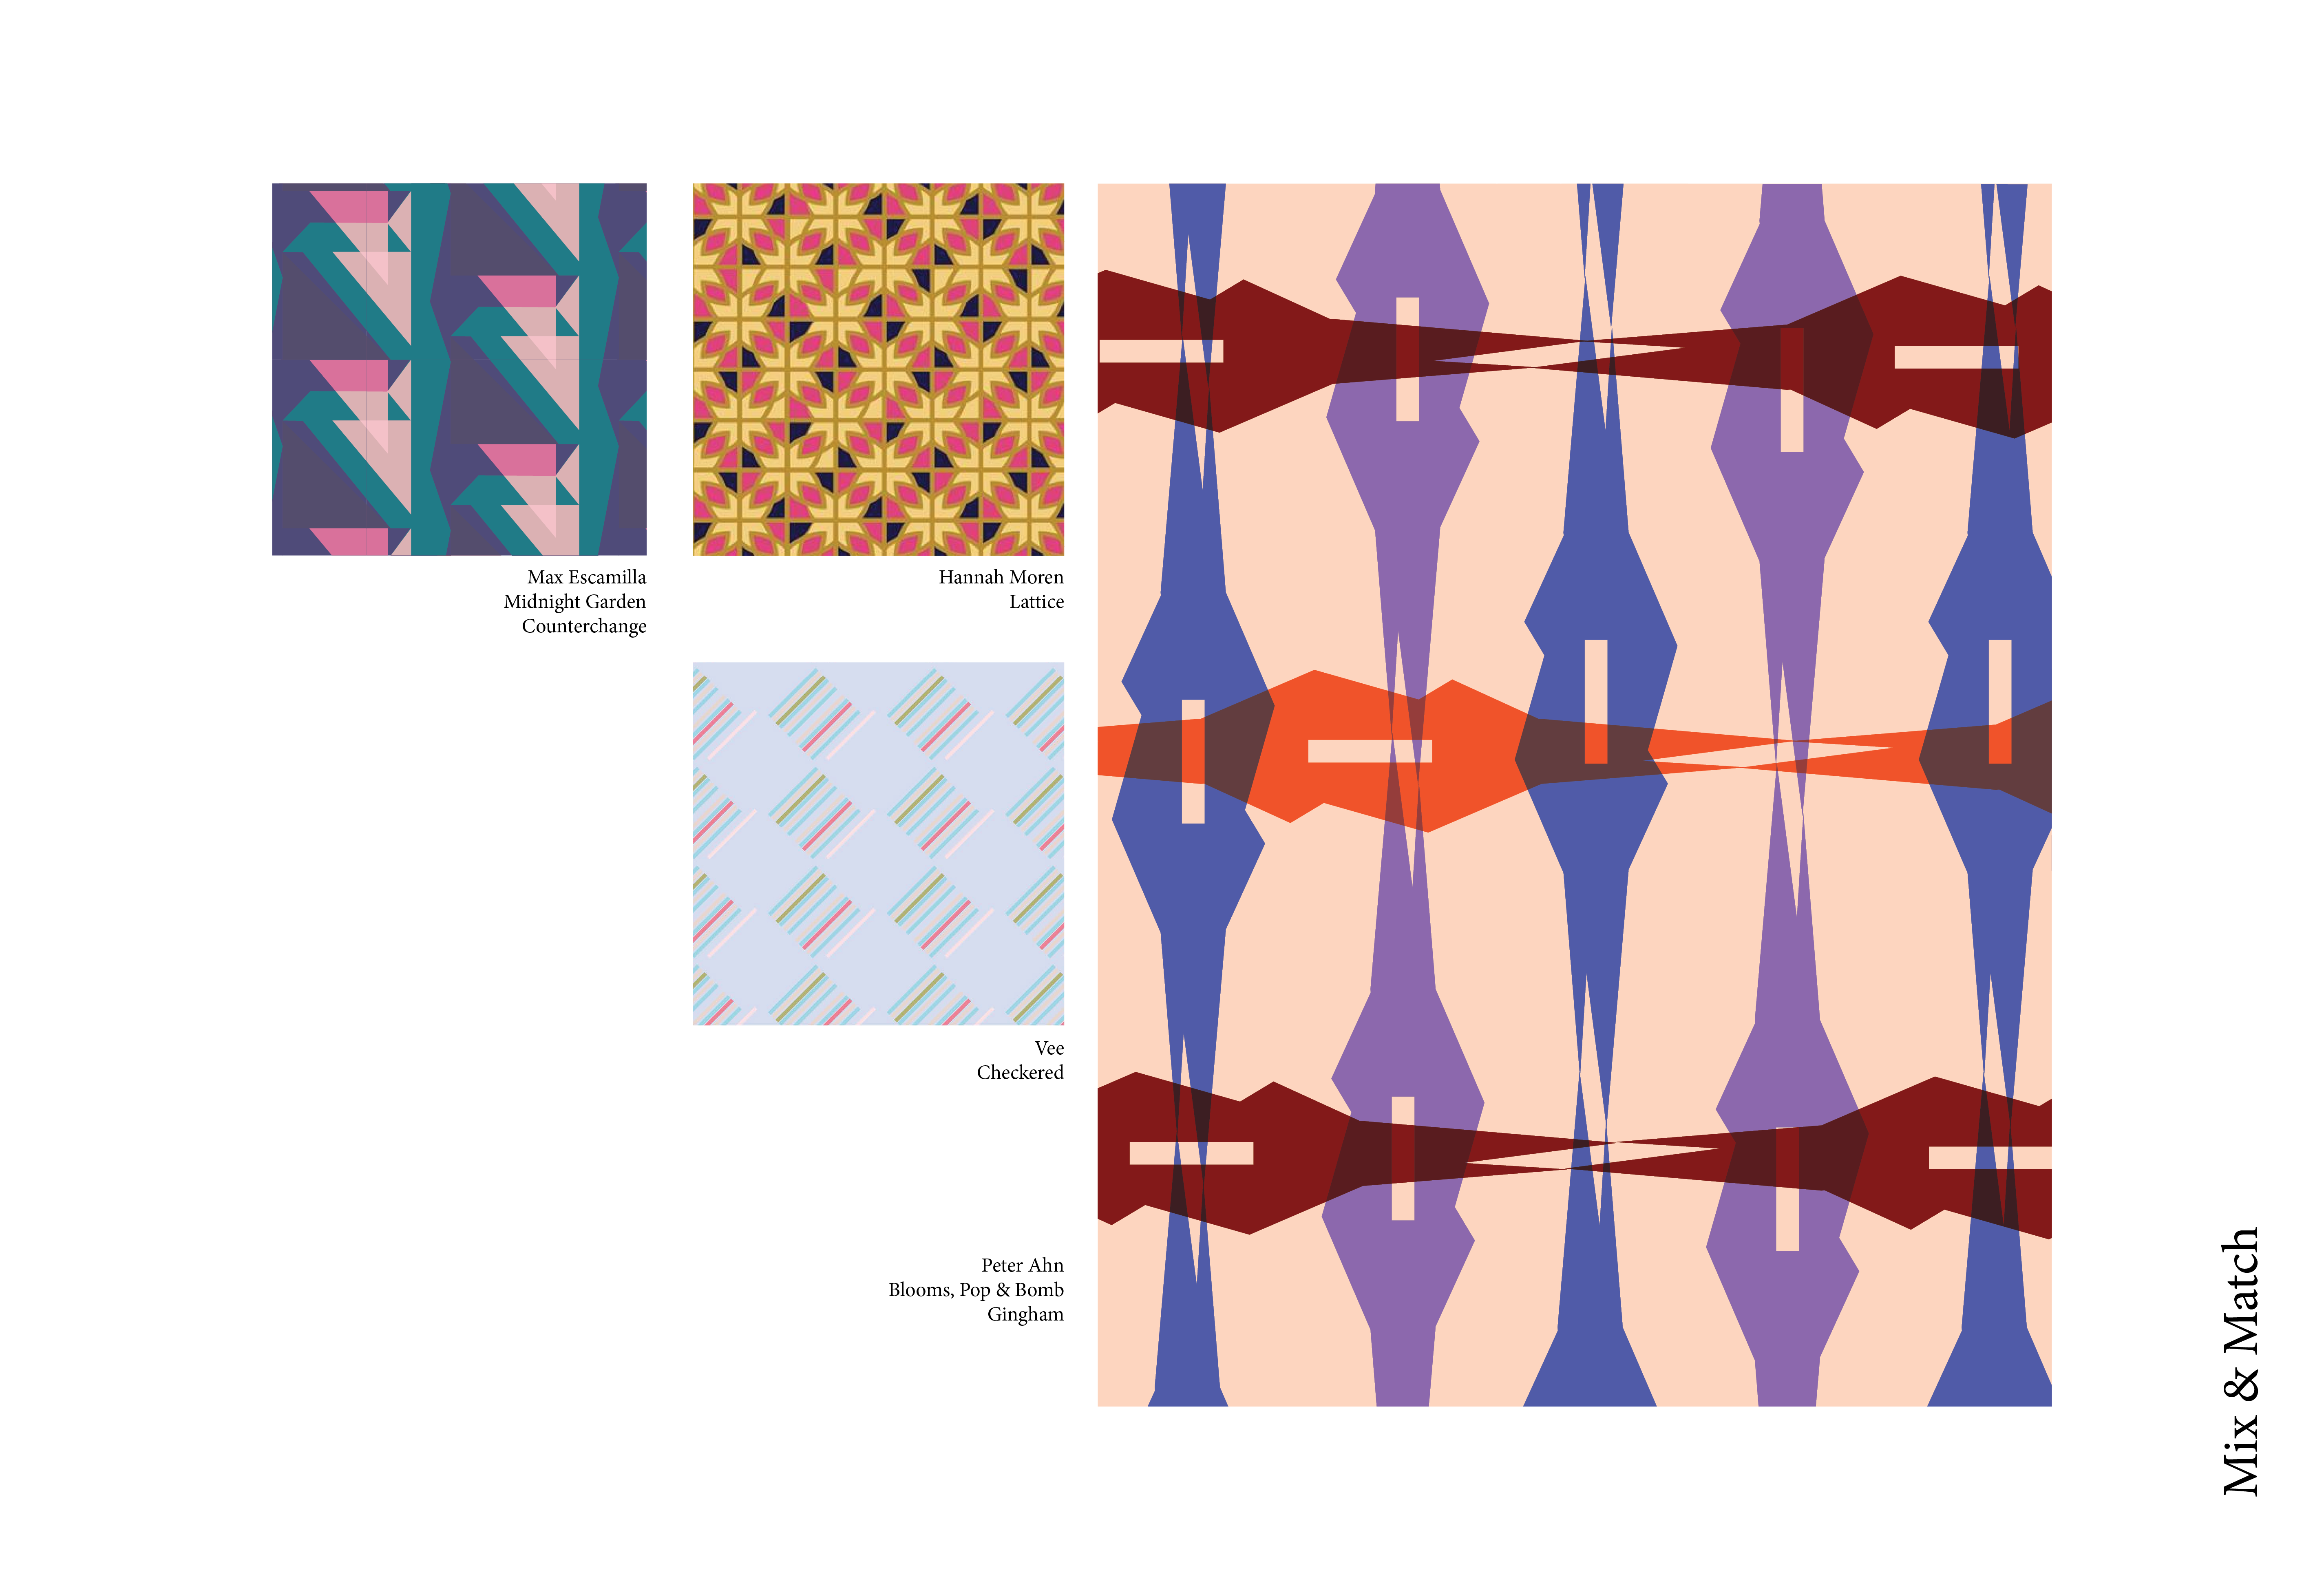 Max Escamilla
Midnight Garden
Counterchange
Hannah Moren
Lattice
Vee
Checkered
Peter Ahn
Blooms, Pop & Bomb
Gingham
Mix & Match